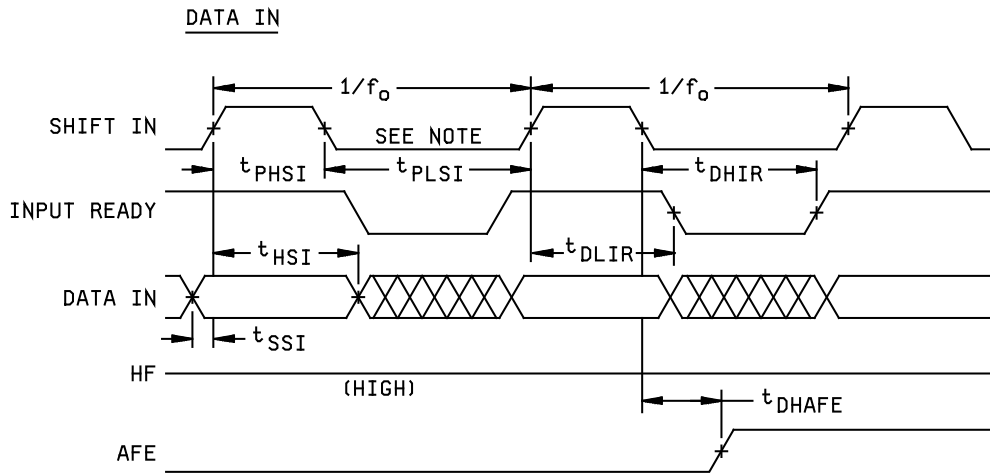 DATA IN
1/fo 1/fo
SHIFT IN SEE NOTE
tPHSI tPLSI tDHIR
INPUT READY
tHSI tDLIR
DATA IN
tSSI
HF
(HIGH)
tDHAFE
AFE